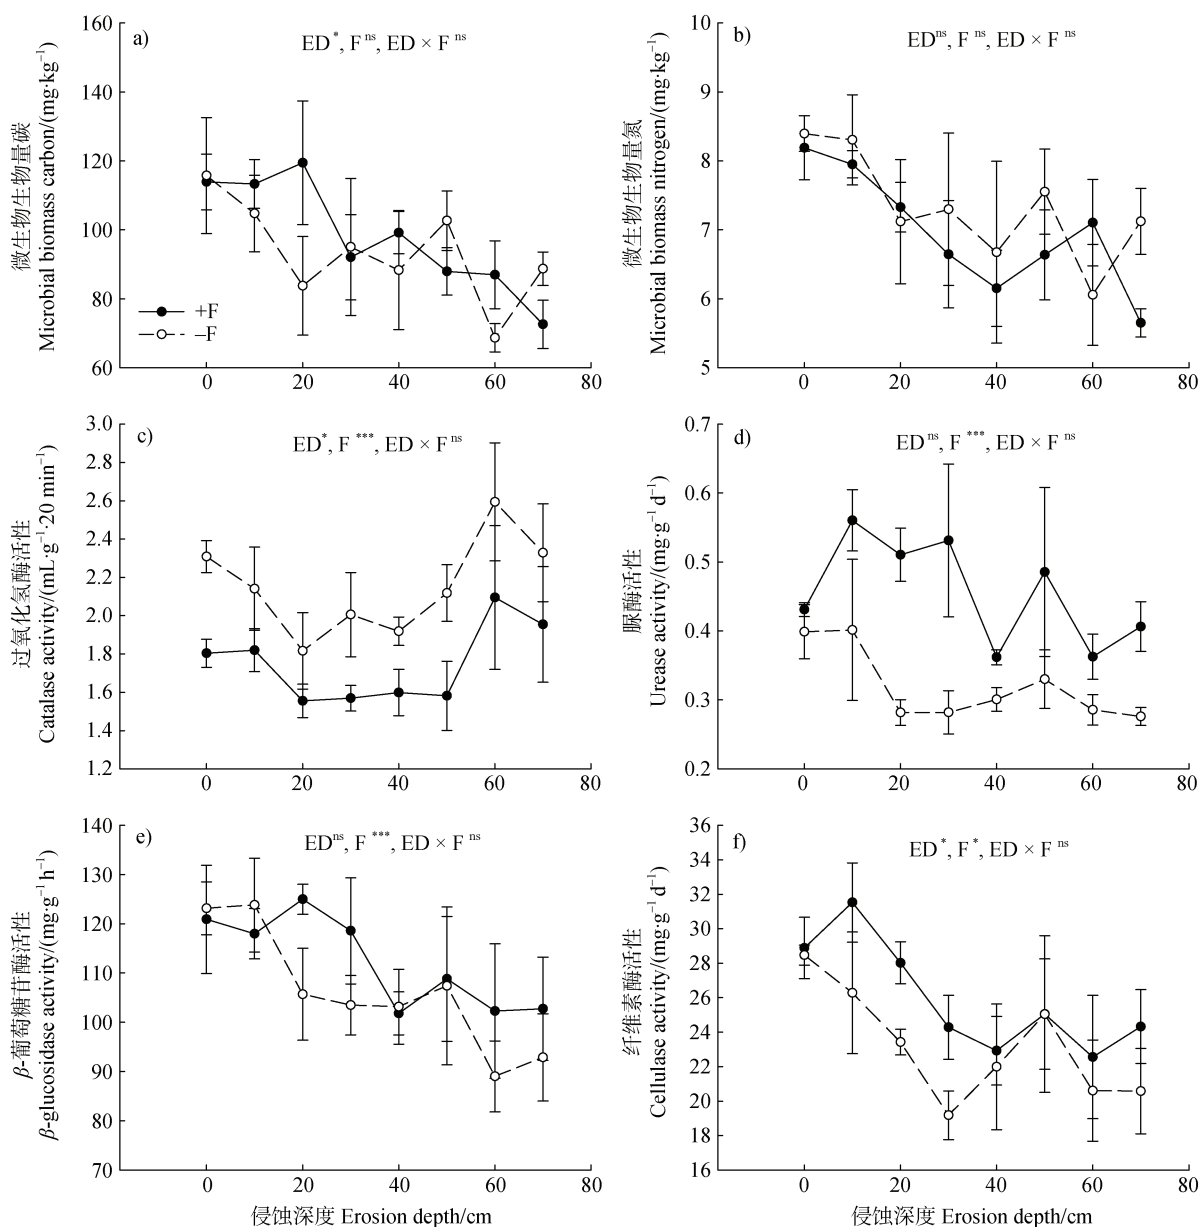 a)
ED*, F ns, ED × F ns
微生物生物量碳
Microbial biomass carbon/(mg·kg⁻¹)
160
140
120
100
80
60
+F
–F
0
20
40
60
80
b)
EDns, F ns, ED × F ns
微生物生物量氮
Microbial biomass nitrogen/(mg·kg⁻¹)
10
9
8
7
6
5
0
20
40
60
80
c)
ED*, F ***, ED × F ns
过氧化氢酶活性
Catalase activity/(mL·g⁻¹·20 min⁻¹)
3.0
2.8
2.6
2.4
2.2
2.0
1.8
1.6
1.4
1.2
0
20
40
60
80
d)
EDns, F ***, ED × F ns
脲酶活性
Urease activity/(mg·g⁻¹ d⁻¹)
0.7
0.6
0.5
0.4
0.3
0.2
0
20
40
60
80
e)
EDns, F ***, ED × F ns
β-葡萄糖苷酶活性
β-glucosidase activity/(mg·g⁻¹ h⁻¹)
140
130
120
110
100
90
80
70
0
20
40
60
80
侵蚀深度 Erosion depth/cm
f)
ED*, F *, ED × F ns
纤维素酶活性
Cellulase activity/(mg·g⁻¹ d⁻¹)
36
34
32
30
28
26
24
22
20
18
16
0
20
40
60
80
侵蚀深度 Erosion depth/cm